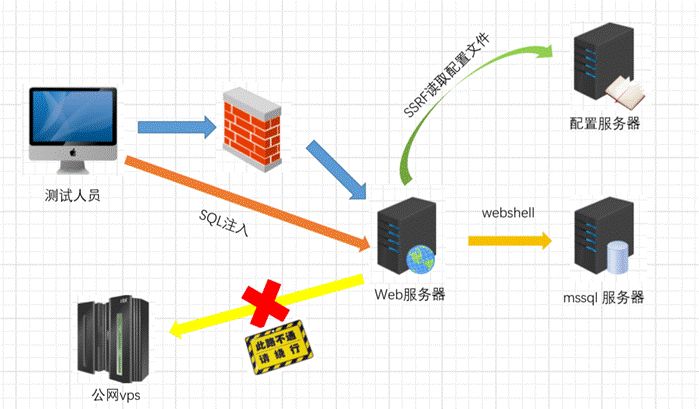 SSRF读取配置文件
配置服务器
测试人员
SQL注入
webshell
Web服务器
mssql 服务器
此路不通
请绕行
公网vps